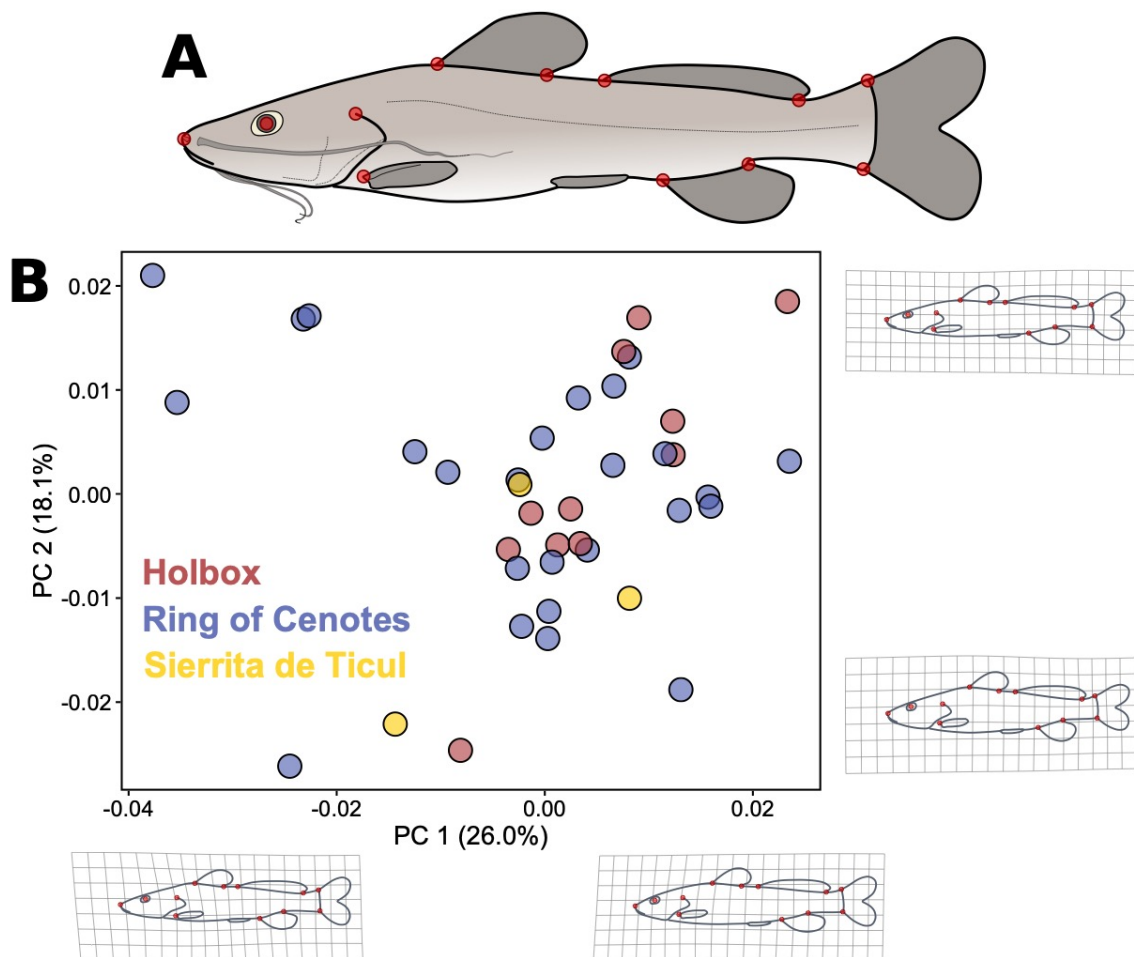 A
B
0.02
0.01
0.00
-0.01
-0.02
PC 2 (18.1%)
Holbox
Ring of Cenotes
Sierrita de Ticul
-0.04 -0.02 0.00 0.02
PC 1 (26.0%)